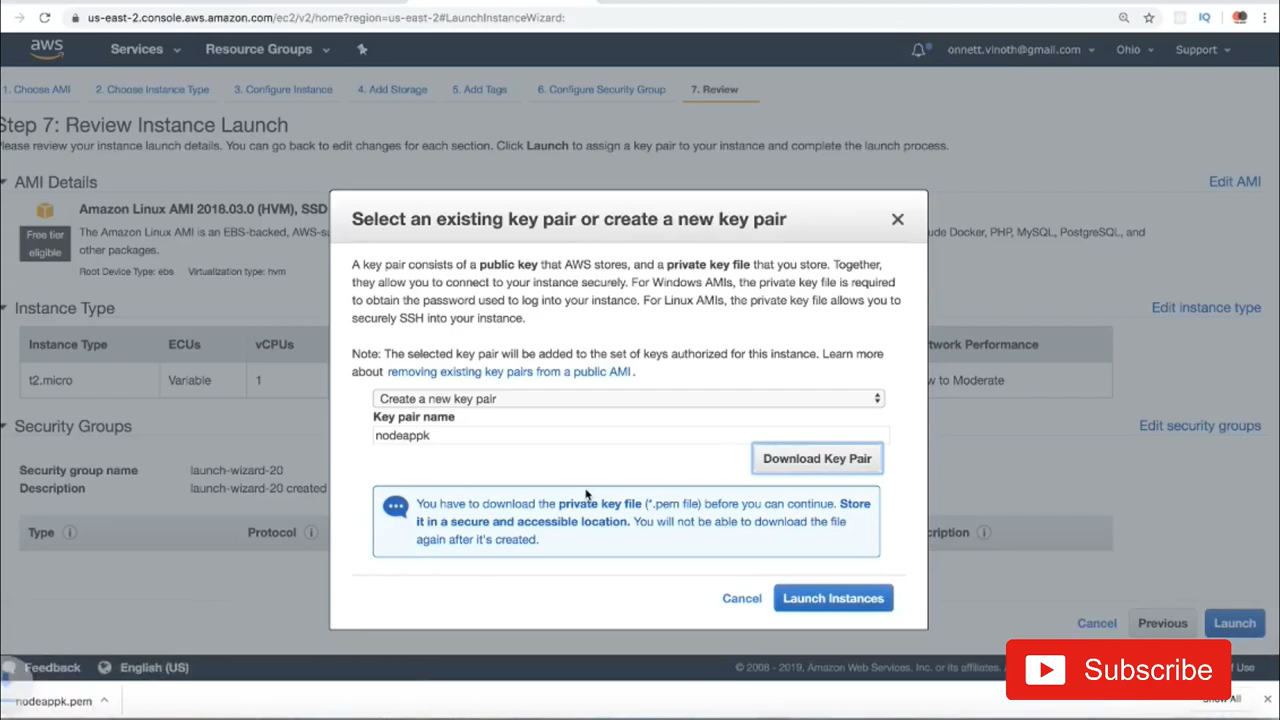 us-east-2.console.aws.amazon.com/ec2/v2/home?region=us-east-2#LaunchInstanceWizard:
IQ
aws
Services
Resource Groups
onnett.vinoth@gmail.com
Ohio
Support
1. Choose AMI
2. Choose Instance Type
3. Configure Instance
4. Add Storage
5. Add Tags
6. Configure Security Group
7. Review
Step 7: Review Instance Launch
Please review your instance launch details. You can go back to edit changes for each section. Click Launch to assign a key pair to your instance and complete the launch process.
AMI Details
Edit AMI
Amazon Linux AMI 2018.03.0 (HVM), SSD
Free tier
eligible
The Amazon Linux AMI is an EBS-backed, AWS-su
ude Docker, PHP, MySQL, PostgreSQL, and
other packages.
Root Device Type: ebs Virtualization type: hvm
Instance Type
Edit instance type
Instance Type
ECUs
vCPUs
twork Performance
t2.micro
Variable
1
w to Moderate
Security Groups
Edit security groups
Security group name
launch-wizard-20
Description
launch-wizard-20 created
Type
Protocol
cription
Select an existing key pair or create a new key pair
A key pair consists of a public key that AWS stores, and a private key file that you store. Together,
they allow you to connect to your instance securely. For Windows AMIs, the private key file is required
to obtain the password used to log into your instance. For Linux AMIs, the private key file allows you to
securely SSH into your instance.
Note: The selected key pair will be added to the set of keys authorized for this instance. Learn more
about removing existing key pairs from a public AMI.
Create a new key pair
Key pair name
nodeappk
Download Key Pair
You have to download the private key file (*.pem file) before you can continue. Store
it in a secure and accessible location. You will not be able to download the file
again after it's created.
Cancel
Launch Instances
Cancel
Previous
Launch
Feedback
English (US)
© 2008 - 2019, Amazon Web Services, Inc. or its affiliates.
Use
Subscribe
nodeappk.pem
Show All